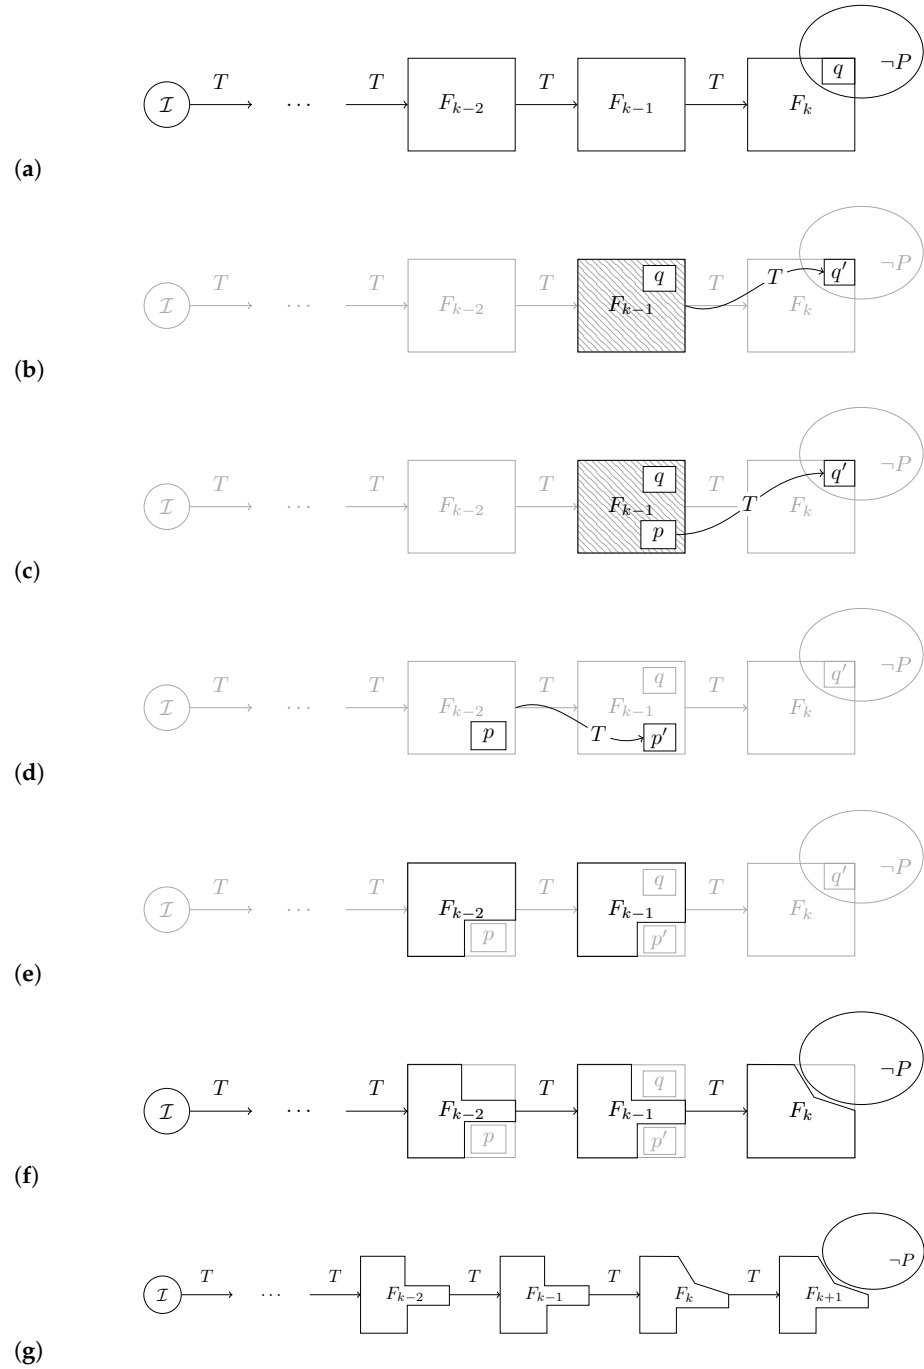 T T T T q ¬P
I ... F_{k−2} F_{k−1} F_k
(a)
T T T q T T q′ ¬P
I ... F_{k−2} F_{k−1} F_k
(b)
T T T q T q′ ¬P
I ... F_{k−2} F_{k−1} T F_k
p
(c)
T T T q T q′ ¬P
I ... F_{k−2} F_{k−1} F_k
p T p′
(d)
T T T q T q′ ¬P
I ... F_{k−2} F_{k−1} F_k
p p′
(e)
T T T q T ¬P
I ... F_{k−2} F_{k−1} F_k
p p′
(f)
T T T T T ¬P
I ... F_{k−2} F_{k−1} F_k F_{k+1}
(g)